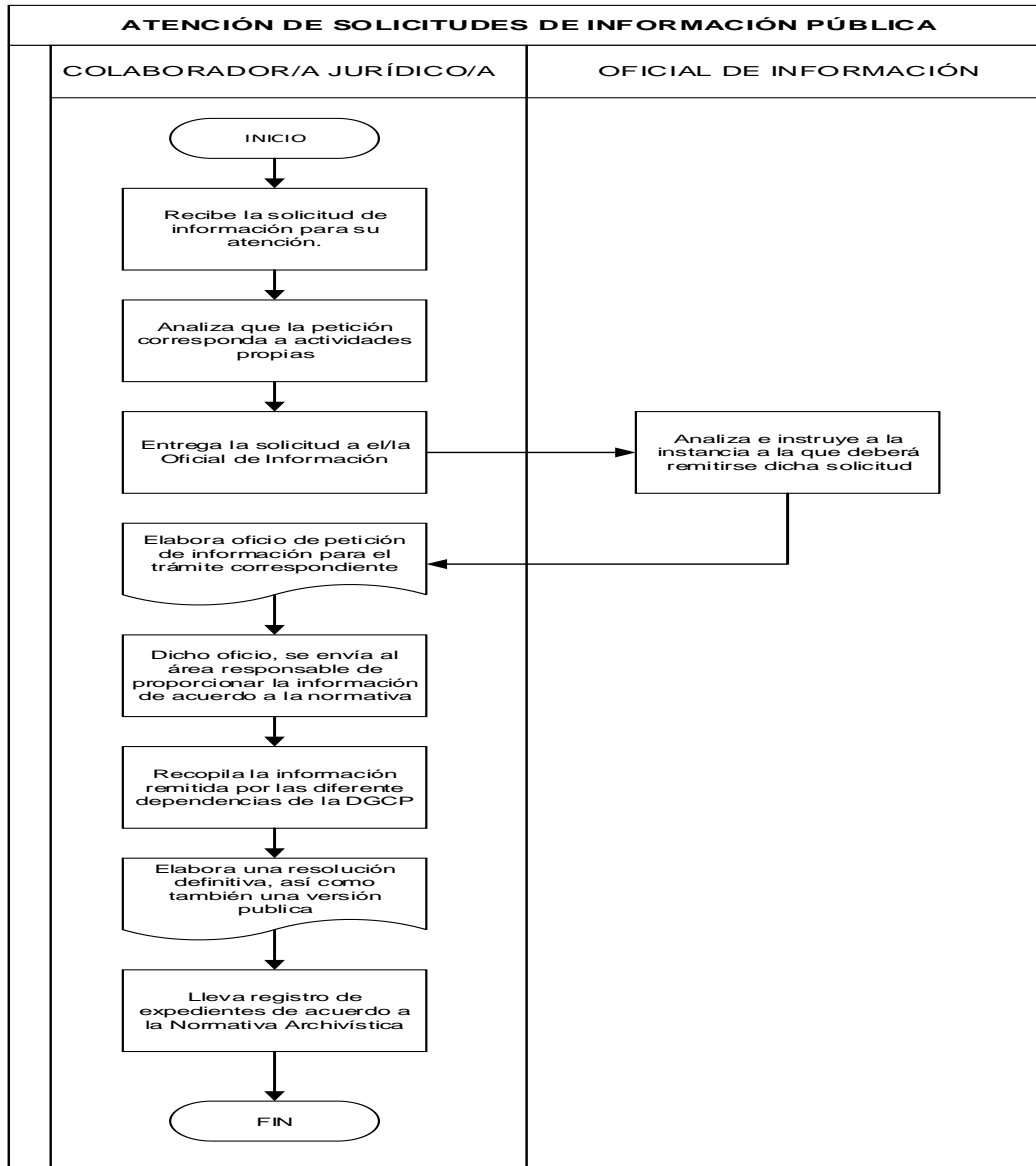 ATENCIÓN DE SOLICITUDES DE INFORMACIÓN PÚBLICA
COLABORADOR/A JURÍDICO/A
OFICIAL DE INFORMACIÓN
INICIO
Recibe la solicitud de
información para su
atención.
Analiza que la petición
corresponda a actividades
propias
Entrega la solicitud a el/la
Oficial de Información
Analiza e instruye a la
instancia a la que deberá
remitirse dicha solicitud
Elabora oficio de petición
de información para el
trámite correspondiente
Dicho oficio, se envía al
área responsable de
proporcionar la información
de acuerdo a la normativa
Recopila la información
remitida por las diferente
dependencias de la DGCP
Elabora una resolución
definitiva, así como
también una versión
publica
Lleva registro de
expedientes de acuerdo a
la Normativa Archivística
FIN